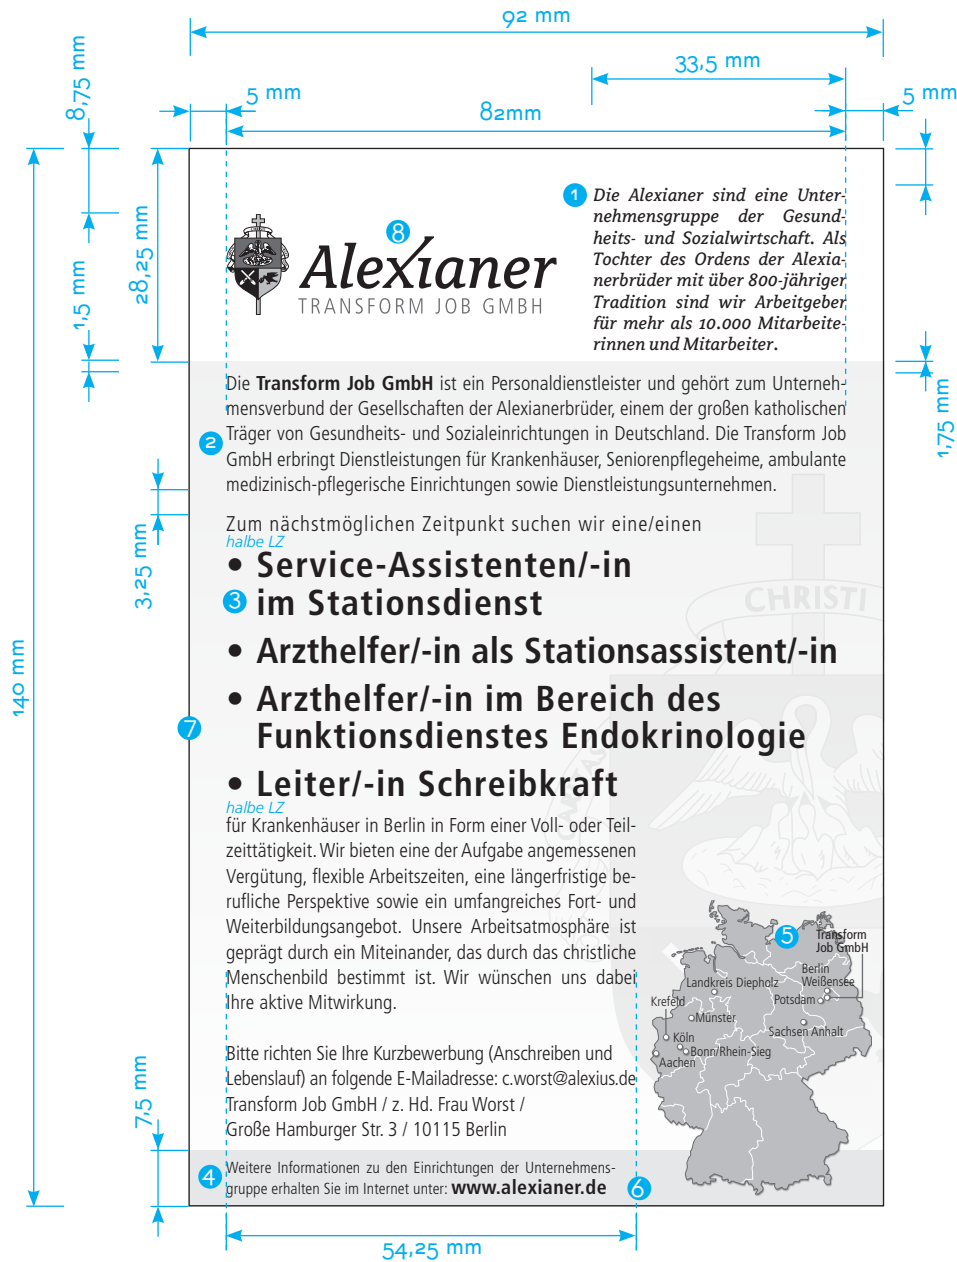 92 mm
33,5 mm
8,75 mm
5 mm
82mm
5 mm
1 Die Alexianer sind eine Unter-
nehmensgruppe der Gesund-
heits- und Sozialwirtschaft. Als
Tochter des Ordens der Alexia-
nerbrüder mit über 800-jähriger
Tradition sind wir Arbeitgeber
für mehr als 10.000 Mitarbeite-
rinnen und Mitarbeiter.
8
Alexianer
TRANSFORM JOB GMBH
28,25 mm
1,5 mm
1,75 mm
Die Transform Job GmbH ist ein Personaldienstleister und gehört zum Unterneh-
mensverbund der Gesellschaften der Alexianerbrüder, einem der großen katholischen
2 Träger von Gesundheits- und Sozialeinrichtungen in Deutschland. Die Transform Job
GmbH erbringt Dienstleistungen für Krankenhäuser, Seniorenpflegeheime, ambulante
medizinisch-pflegerische Einrichtungen sowie Dienstleistungsunternehmen.
3,25 mm
Zum nächstmöglichen Zeitpunkt suchen wir eine/einen
halbe LZ
• Service-Assistenten/-in
3 im Stationsdienst
CHRISTI
• Arzthelfer/-in als Stationsassistent/-in
140 mm
• Arzthelfer/-in im Bereich des
7 Funktionsdienstes Endokrinologie
• Leiter/-in Schreibkraft
halbe LZ
für Krankenhäuser in Berlin in Form einer Voll- oder Teil-
zeittätigkeit. Wir bieten eine der Aufgabe angemessenen
Vergütung, flexible Arbeitszeiten, eine längerfristige be-
rufliche Perspektive sowie ein umfangreiches Fort- und
Weiterbildungsangebot. Unsere Arbeitsatmosphäre ist
geprägt durch ein Miteinander, das durch das christliche
Menschenbild bestimmt ist. Wir wünschen uns dabei
Ihre aktive Mitwirkung.
5
Transform
Job GmbH
Berlin
Weißensee
Landkreis Diepholz
Potsdam
Krefeld
Münster
Sachsen Anhalt
Köln
Bonn/Rhein-Sieg
Aachen
Bitte richten Sie Ihre Kurzbewerbung (Anschreiben und
Lebenslauf) an folgende E-Mailadresse: c.worst@alexius.de
Transform Job GmbH / z. Hd. Frau Worst /
Große Hamburger Str. 3 / 10115 Berlin
7,5 mm
4 Weitere Informationen zu den Einrichtungen der Unternehmens-
gruppe erhalten Sie im Internet unter: www.alexianer.de
6
54,25 mm